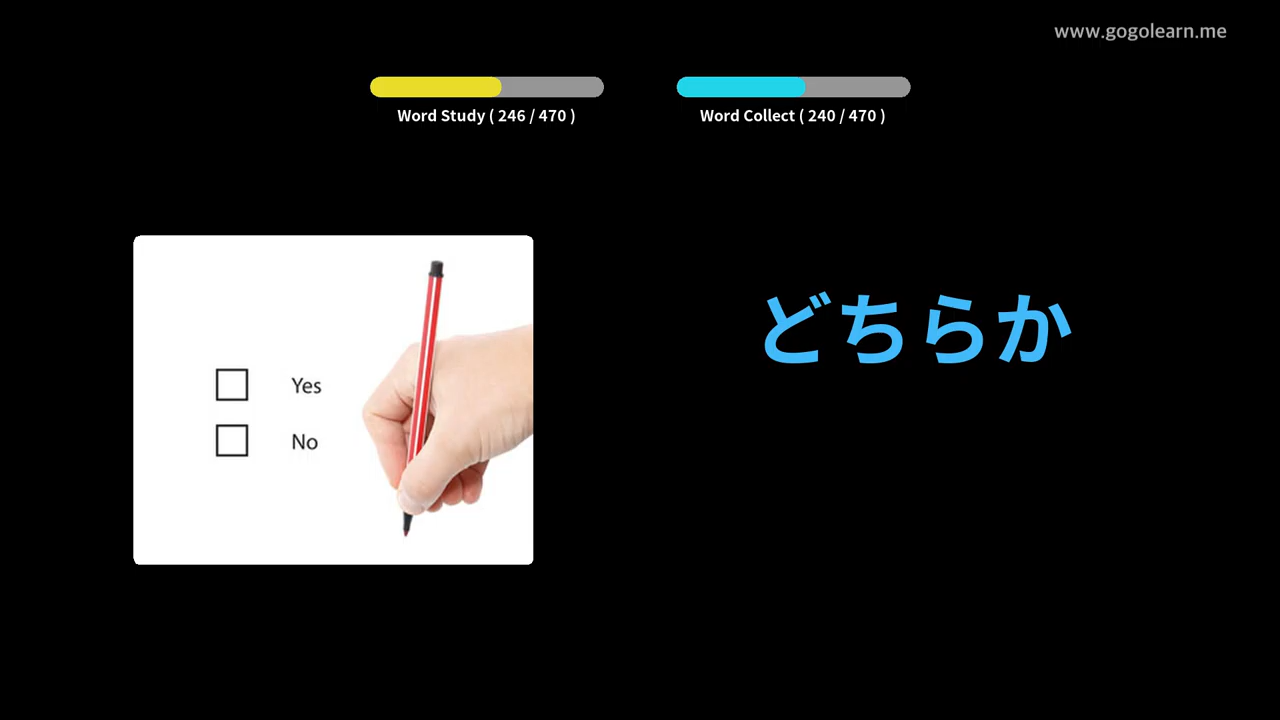 www.gogolearn.me
Word Study ( 246 / 470 )
Word Collect ( 240 / 470 )
Yes
No
どちらか